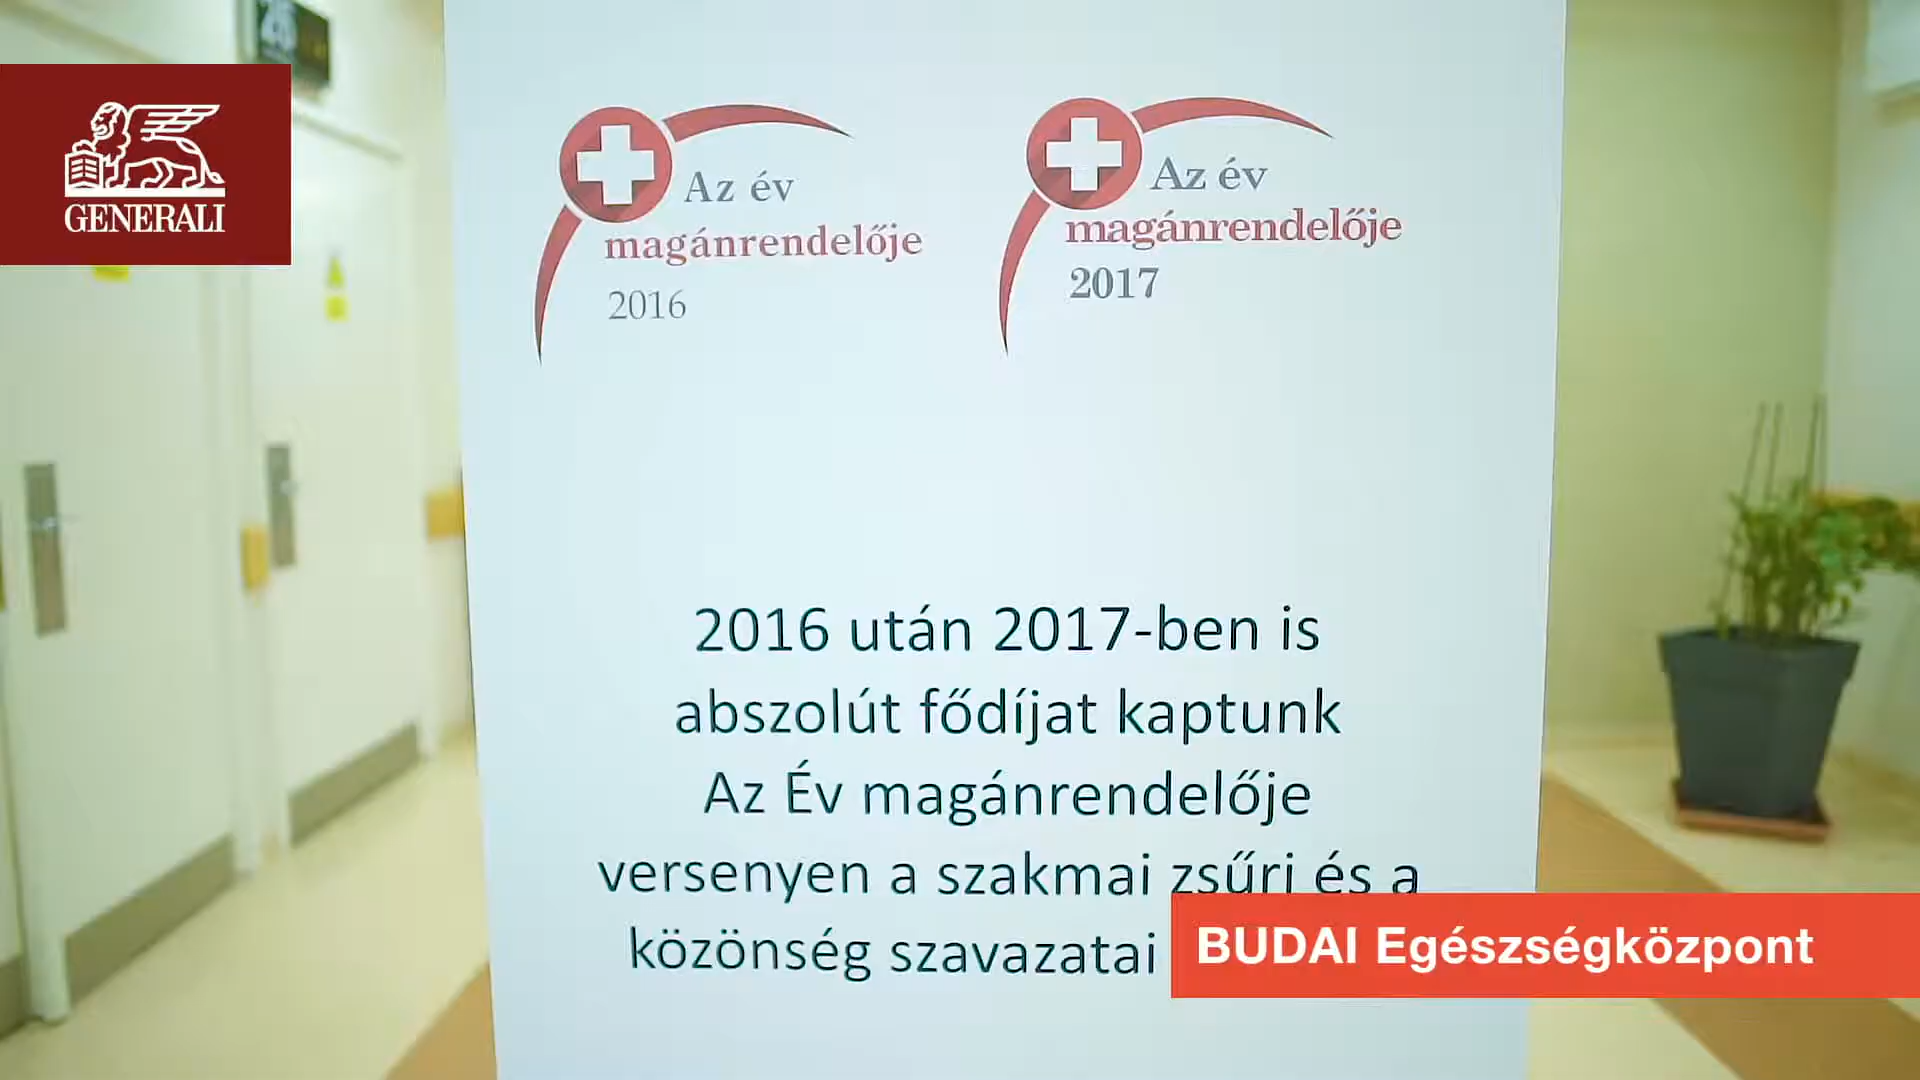 25
GENERALI
Az év
magánrendelője
2016
Az év
magánrendelője
2017
2016 után 2017-ben is
abszolút fődíjat kaptunk
Az Év magánrendelője
versenyen a szakmai zsűri és a
közönség szavazatai
BUDAI Egészségközpont